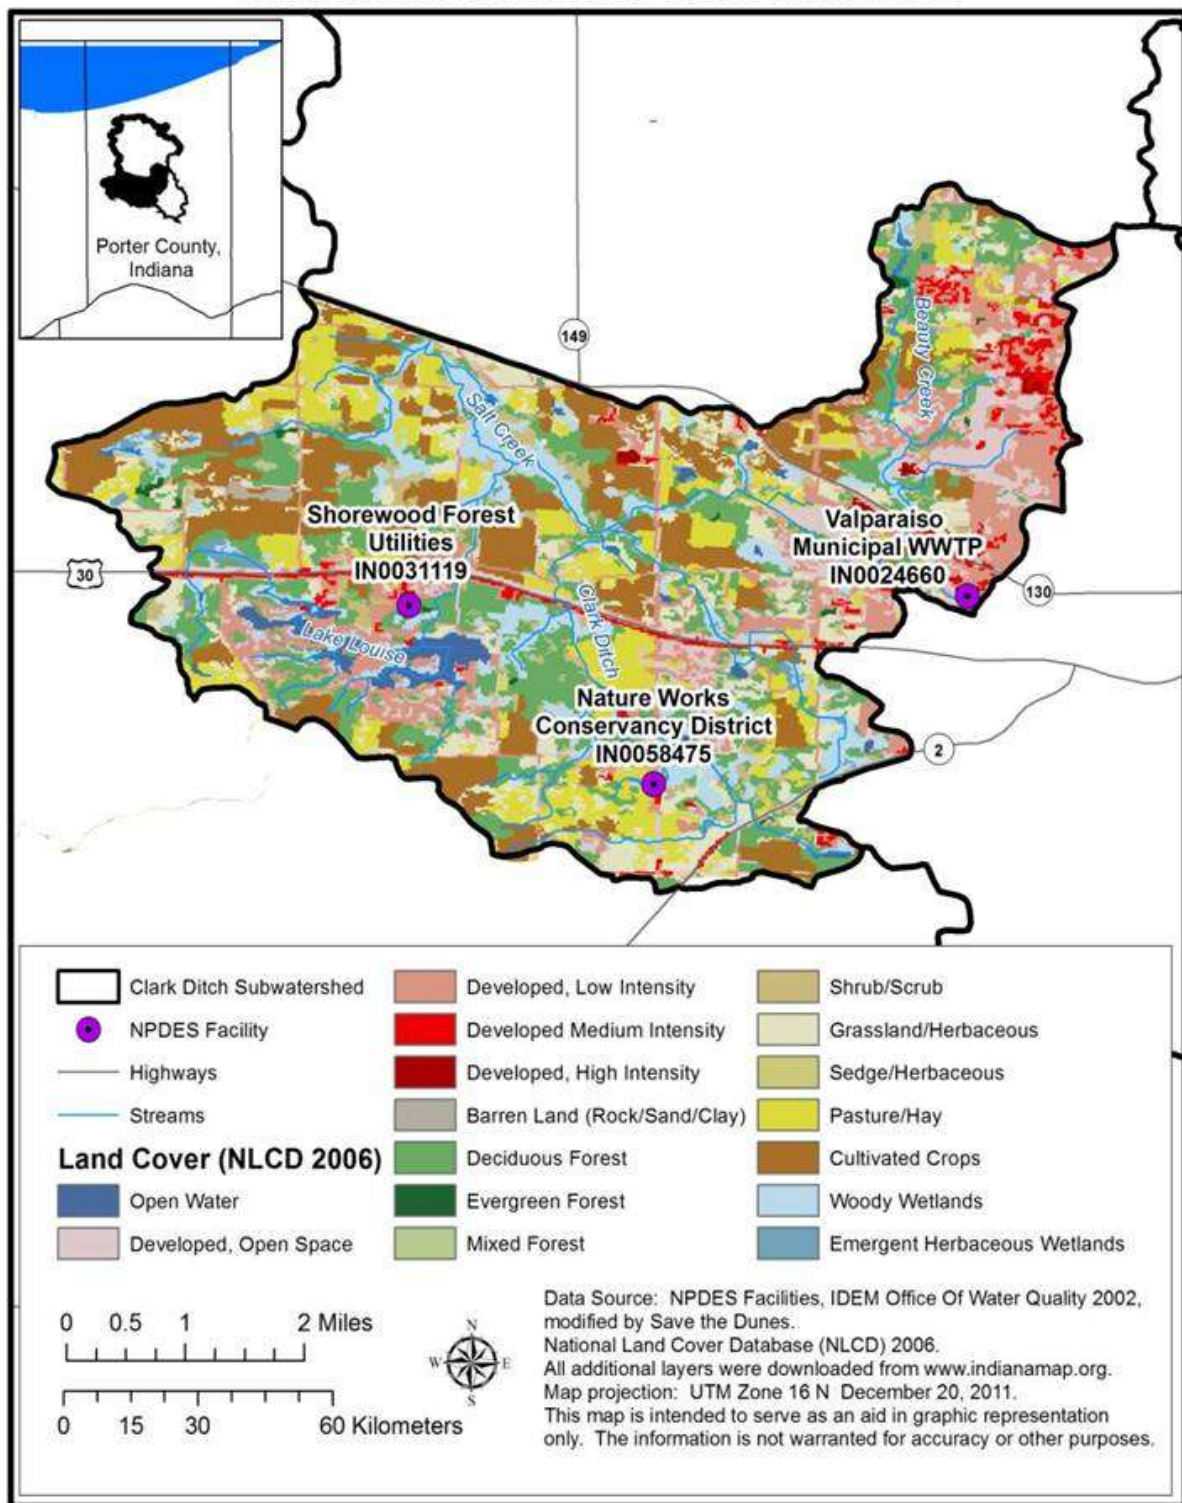 Porter County,
Indiana
149
Beauty Creek
Salt Creek
Shorewood Forest
Utilities
IN0031119
Valparaiso
Municipal WWTP
IN0024660
30
130
Clark Ditch
Lake Louise
Nature Works
Conservancy District
IN0058475
2
Clark Ditch Subwatershed
NPDES Facility
Highways
Streams
Land Cover (NLCD 2006)
Open Water
Developed, Open Space
Developed, Low Intensity
Developed Medium Intensity
Developed, High Intensity
Barren Land (Rock/Sand/Clay)
Deciduous Forest
Evergreen Forest
Mixed Forest
Shrub/Scrub
Grassland/Herbaceous
Sedge/Herbaceous
Pasture/Hay
Cultivated Crops
Woody Wetlands
Emergent Herbaceous Wetlands
0 0.5 1 2 Miles
0 15 30 60 Kilometers
N
W E
S
Data Source: NPDES Facilities, IDEM Office Of Water Quality 2002,
modified by Save the Dunes.
National Land Cover Database (NLCD) 2006.
All additional layers were downloaded from www.indianamap.org.
Map projection: UTM Zone 16 N December 20, 2011.
This map is intended to serve as an aid in graphic representation
only. The information is not warranted for accuracy or other purposes.